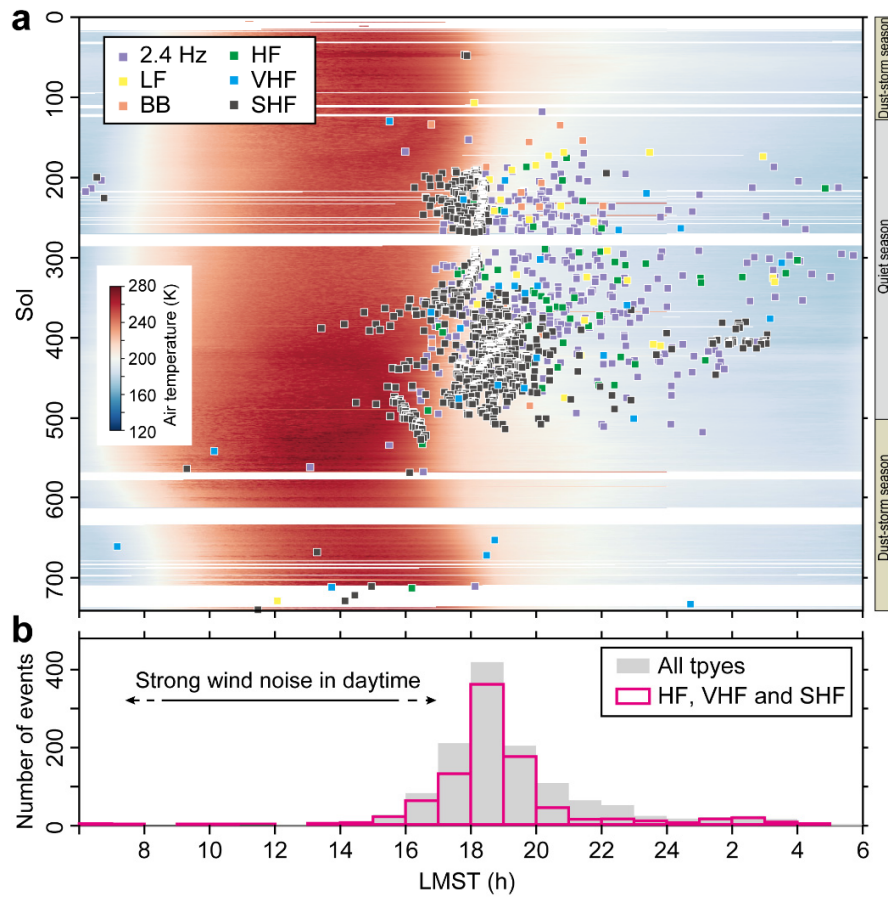 a
0
100
200
300
400
500
600
700
Sol
2.4 Hz
LF
BB
HF
VHF
SHF
280
240
200
160
120
Air temperature (K)
Dust-storm season
Quiet season
Dust-storm season
b
Strong wind noise in daytime
All tpyes
HF, VHF and SHF
400
200
0
Number of events
8 10 12 14 16 18 20 22 24 2 4 6
LMST (h)